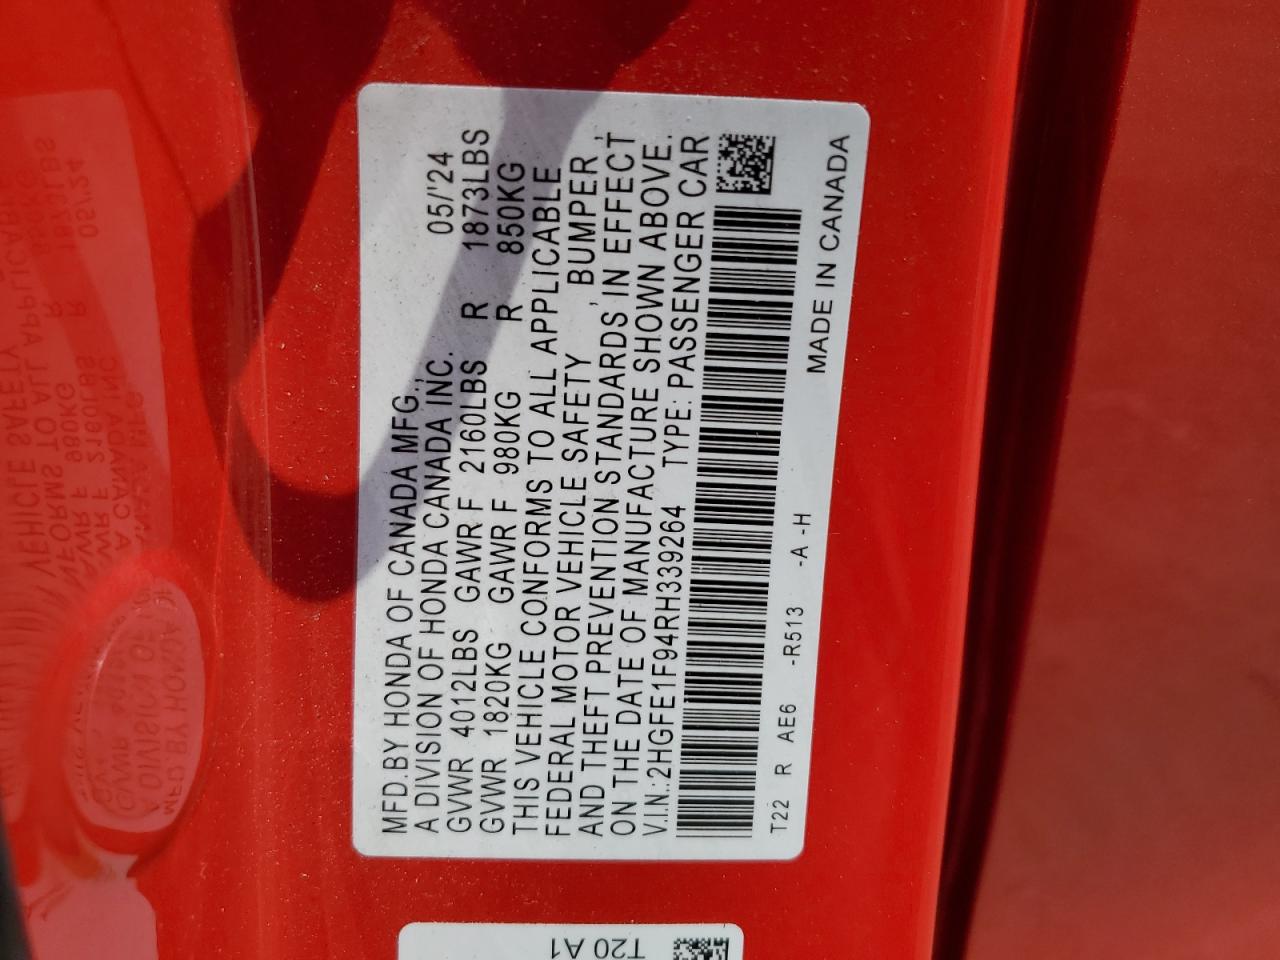 MFD.BY HONDA OF CANADA MFG.,
A DIVISION OF HONDA CANADA INC. 05/'24
GVWR 4012LBS GAWR F 2160LBS R 1873LBS
GVWR 1820KG GAWR F 980KG R 850KG
THIS VEHICLE CONFORMS TO ALL APPLICABLE
FEDERAL MOTOR VEHICLE SAFETY , BUMPER ,
AND THEFT PREVENTION STANDARDS IN EFFECT
ON THE DATE OF MANUFACTURE SHOWN ABOVE.
V.I.N.:2HGFE1F94RH339264 TYPE: PASSENGER CAR
T22 R AE6 -R513 -A -H
MADE IN CANADA
T20 A1